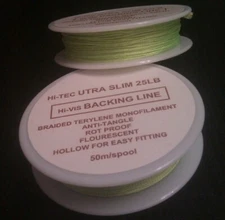 HI-TEC UTRA SLIM 25LB
HI-VIS BACKING LINE
BRAIDED TERYLENE MONOFILAMENT
ANTI-TANGLE
ROT PROOF.
FLOURESCENT
HOLLOW FOR EASY FITTING
50m/spool